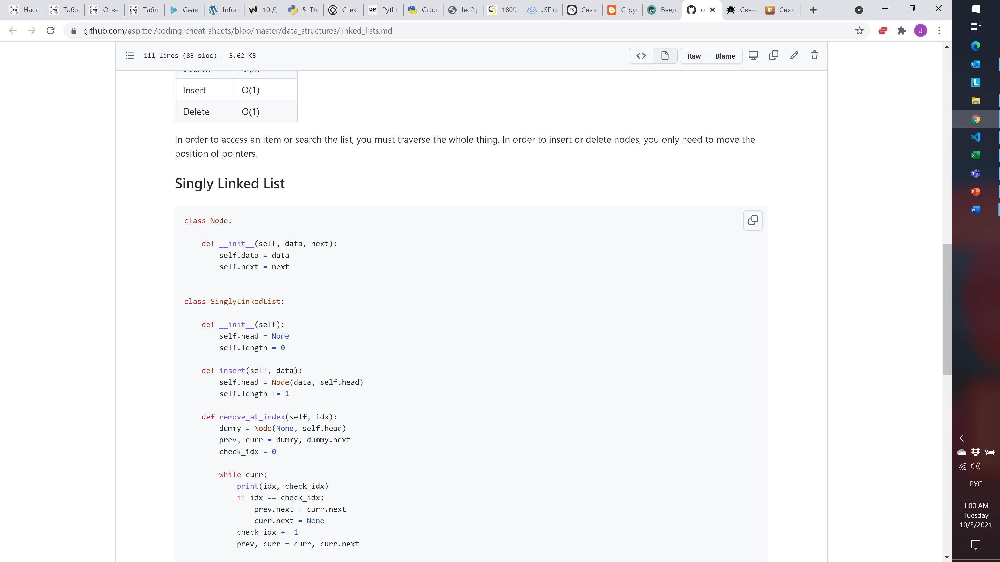 Наст
Табл
Отве
Табл
Сеан
Inforr
10 Д
5. The
Стек
DP Pytho
Стро
lec2.p
1809
JSFid
FS Связ
Стру
Введ
Связ
Связ
github.com/aspittel/coding-cheat-sheets/blob/master/data_structures/linked_lists.md
J
111 lines (83 sloc) 3.62 KB
Raw Blame
Search O(n)
Insert O(1)
Delete O(1)
In order to access an item or search the list, you must traverse the whole thing. In order to insert or delete nodes, you only need to move the
position of pointers.
Singly Linked List
class Node:
def __init__(self, data, next):
self.data = data
self.next = next
class SinglyLinkedList:
def __init__(self):
self.head = None
self.length = 0
def insert(self, data):
self.head = Node(data, self.head)
self.length += 1
def remove_at_index(self, idx):
dummy = Node(None, self.head)
prev, curr = dummy, dummy.next
check_idx = 0
while curr:
print(idx, check_idx)
if idx == check_idx:
prev.next = curr.next
curr.next = None
check_idx += 1
prev, curr = curr, curr.next
РУС
1:00 AM
Tuesday
10/5/2021